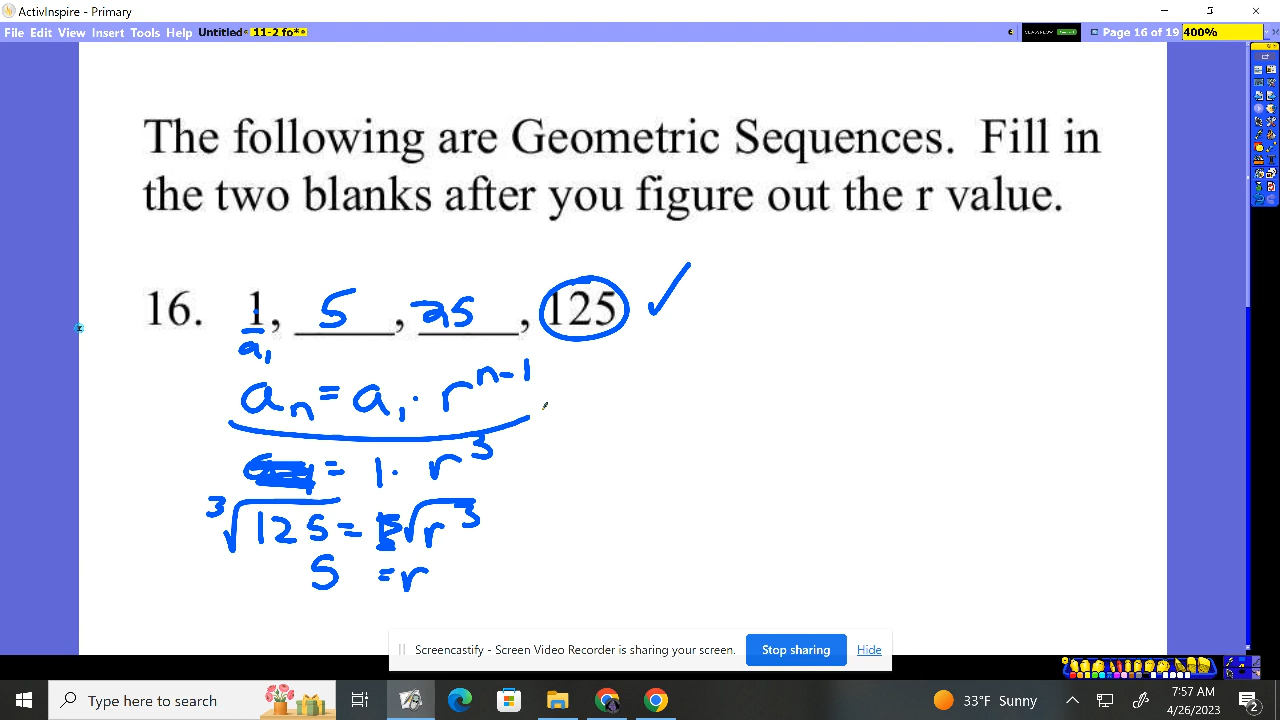 ActivInspire - Primary
File Edit View Insert Tools Help Untitled* 11-2 fo*
Page 16 of 19 400%
The following are Geometric Sequences. Fill in
the two blanks after you figure out the r value.
16. 1, 5, 25, 125 ✓
a₁
aₙ = a₁ · rⁿ⁻¹
= 1 · r³
³√125 = ³√r³
5 = r
Screencastify - Screen Video Recorder is sharing your screen. Stop sharing Hide
Type here to search
33°F Sunny
7:57 AM
4/26/2023
2